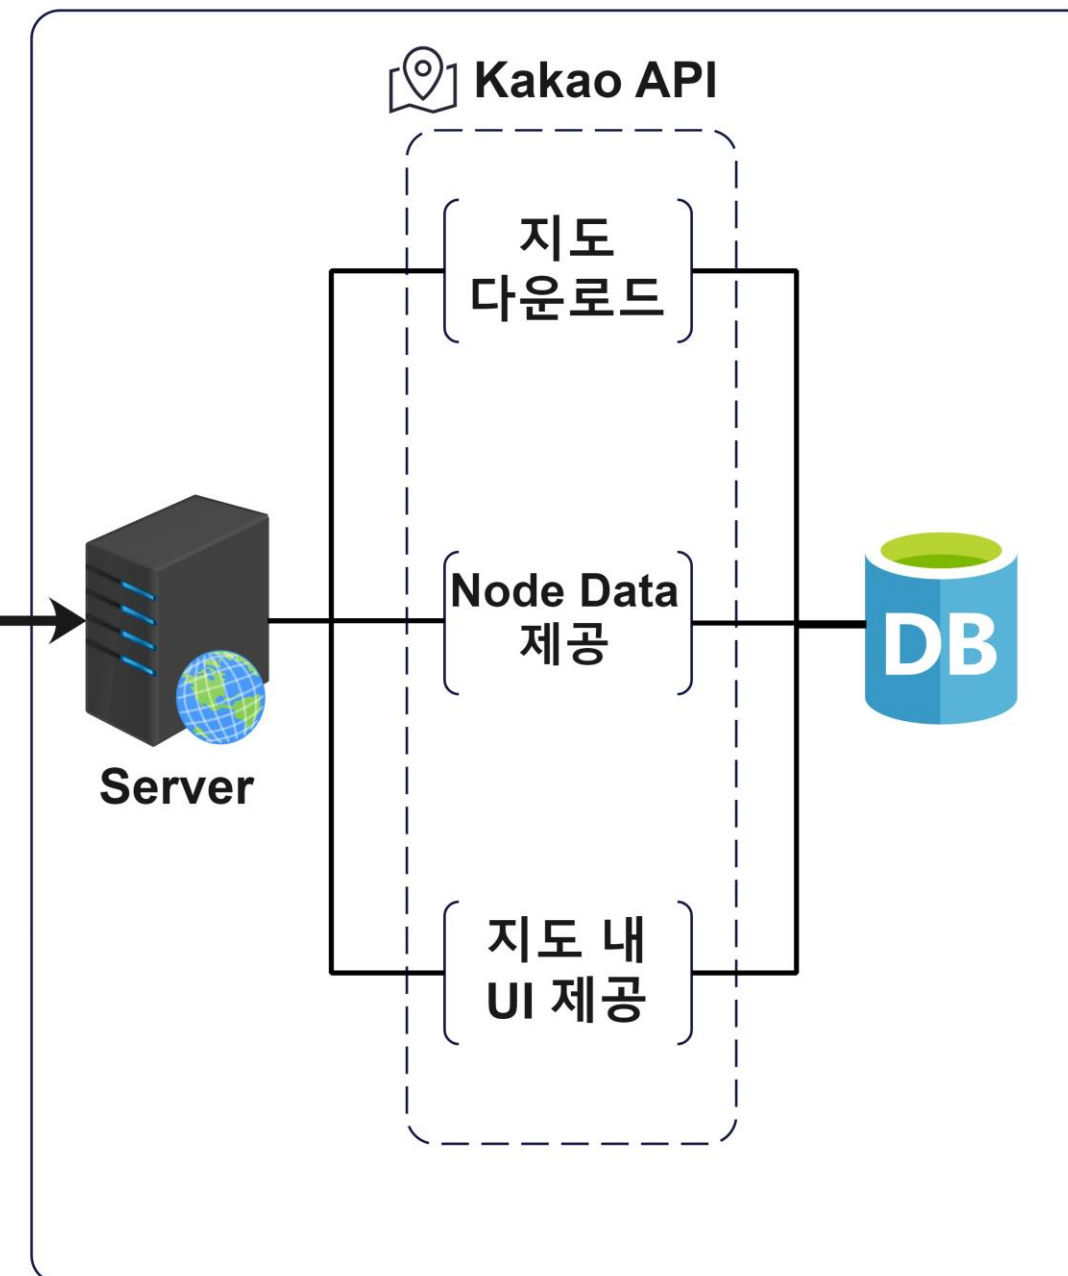 Kakao API
지도
다운로드
Node Data
제공
DB
Server
지도 내
UI 제공